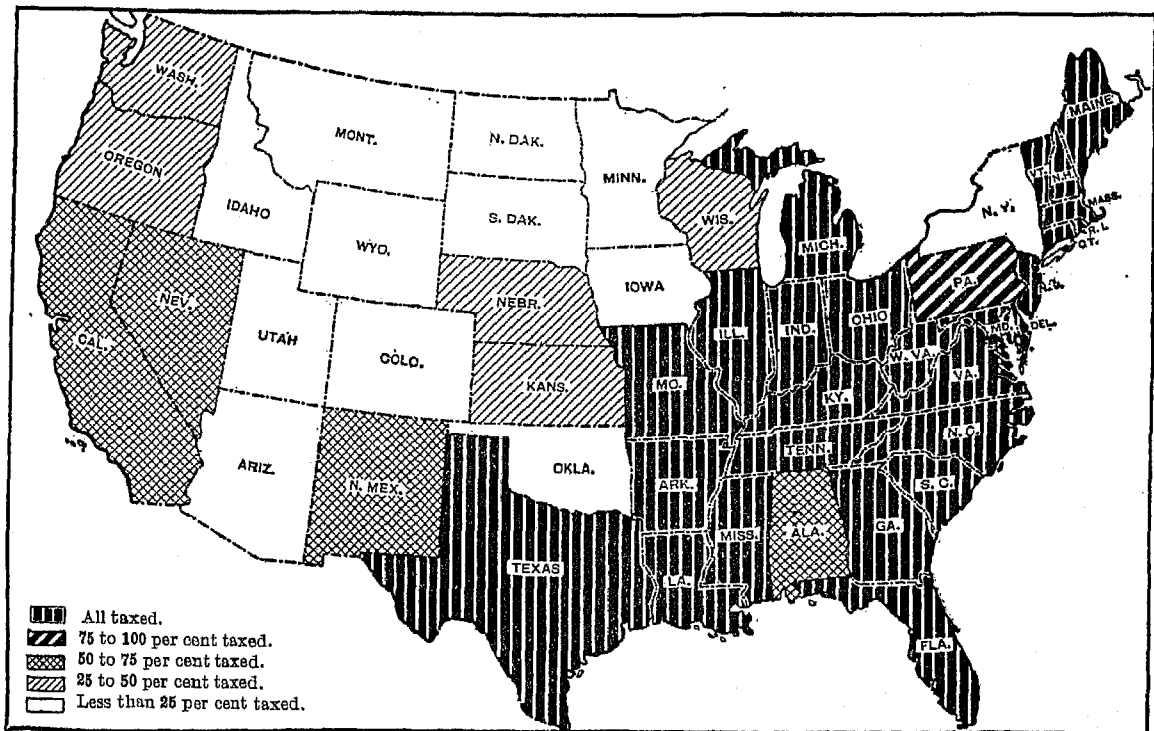 WASH.
MONT.
N. DAK.
MINN.
MAINE
OREGON
IDAHO
S. DAK.
WIS.
MICH.
N. Y.
VT.
N.H.
MASS.
R. I.
CT.
WYO.
NEBR.
IOWA
PA.
NEV.
UTAH
COLO.
ILL.
IND.
OHIO
MD.
DEL.
CAL.
KANS.
MO.
W. VA.
VA.
KY.
ARIZ.
N. MEX.
OKLA.
ARK.
TENN.
N. C.
S. C.
TEXAS
LA.
MISS.
ALA.
GA.
FLA.
All taxed.
75 to 100 per cent taxed.
50 to 75 per cent taxed.
25 to 50 per cent taxed.
Less than 25 per cent taxed.